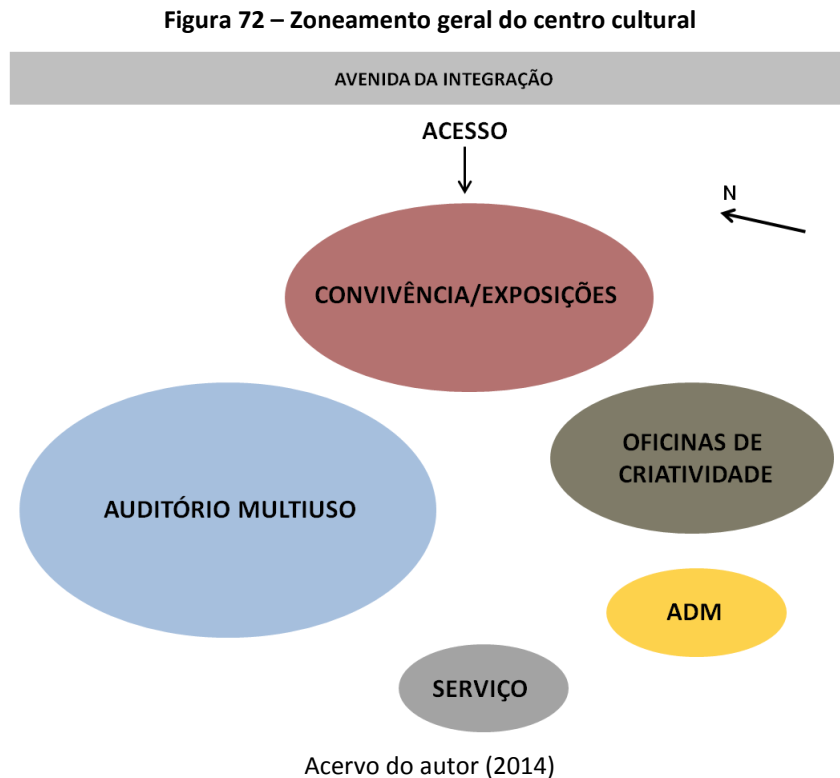 Figura 72 – Zoneamento geral do centro cultural
AVENIDA DA INTEGRAÇÃO
ACESSO
N
CONVIVÊNCIA/EXPOSIÇÕES
OFICINAS DE
CRIATIVIDADE
AUDITÓRIO MULTIUSO
ADM
SERVIÇO
Acervo do autor (2014)